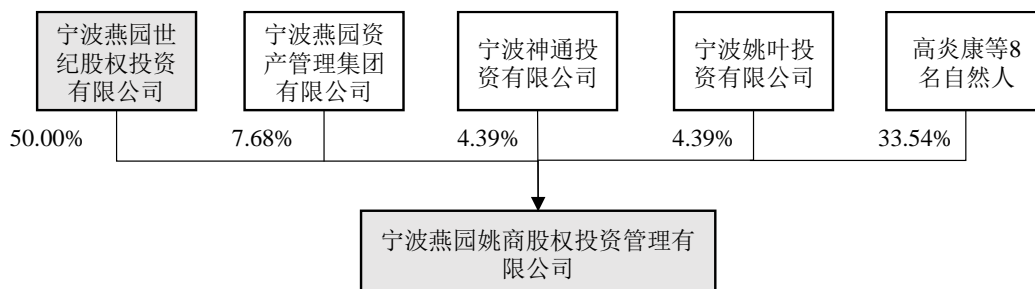 宁波燕园世
纪股权投资
有限公司
宁波燕园资
产管理集团
有限公司
宁波神通投
资有限公司
宁波姚叶投
资有限公司
高炎康等8
名自然人
50.00%
7.68%
4.39%
4.39%
33.54%
宁波燕园姚商股权投资管理有
限公司